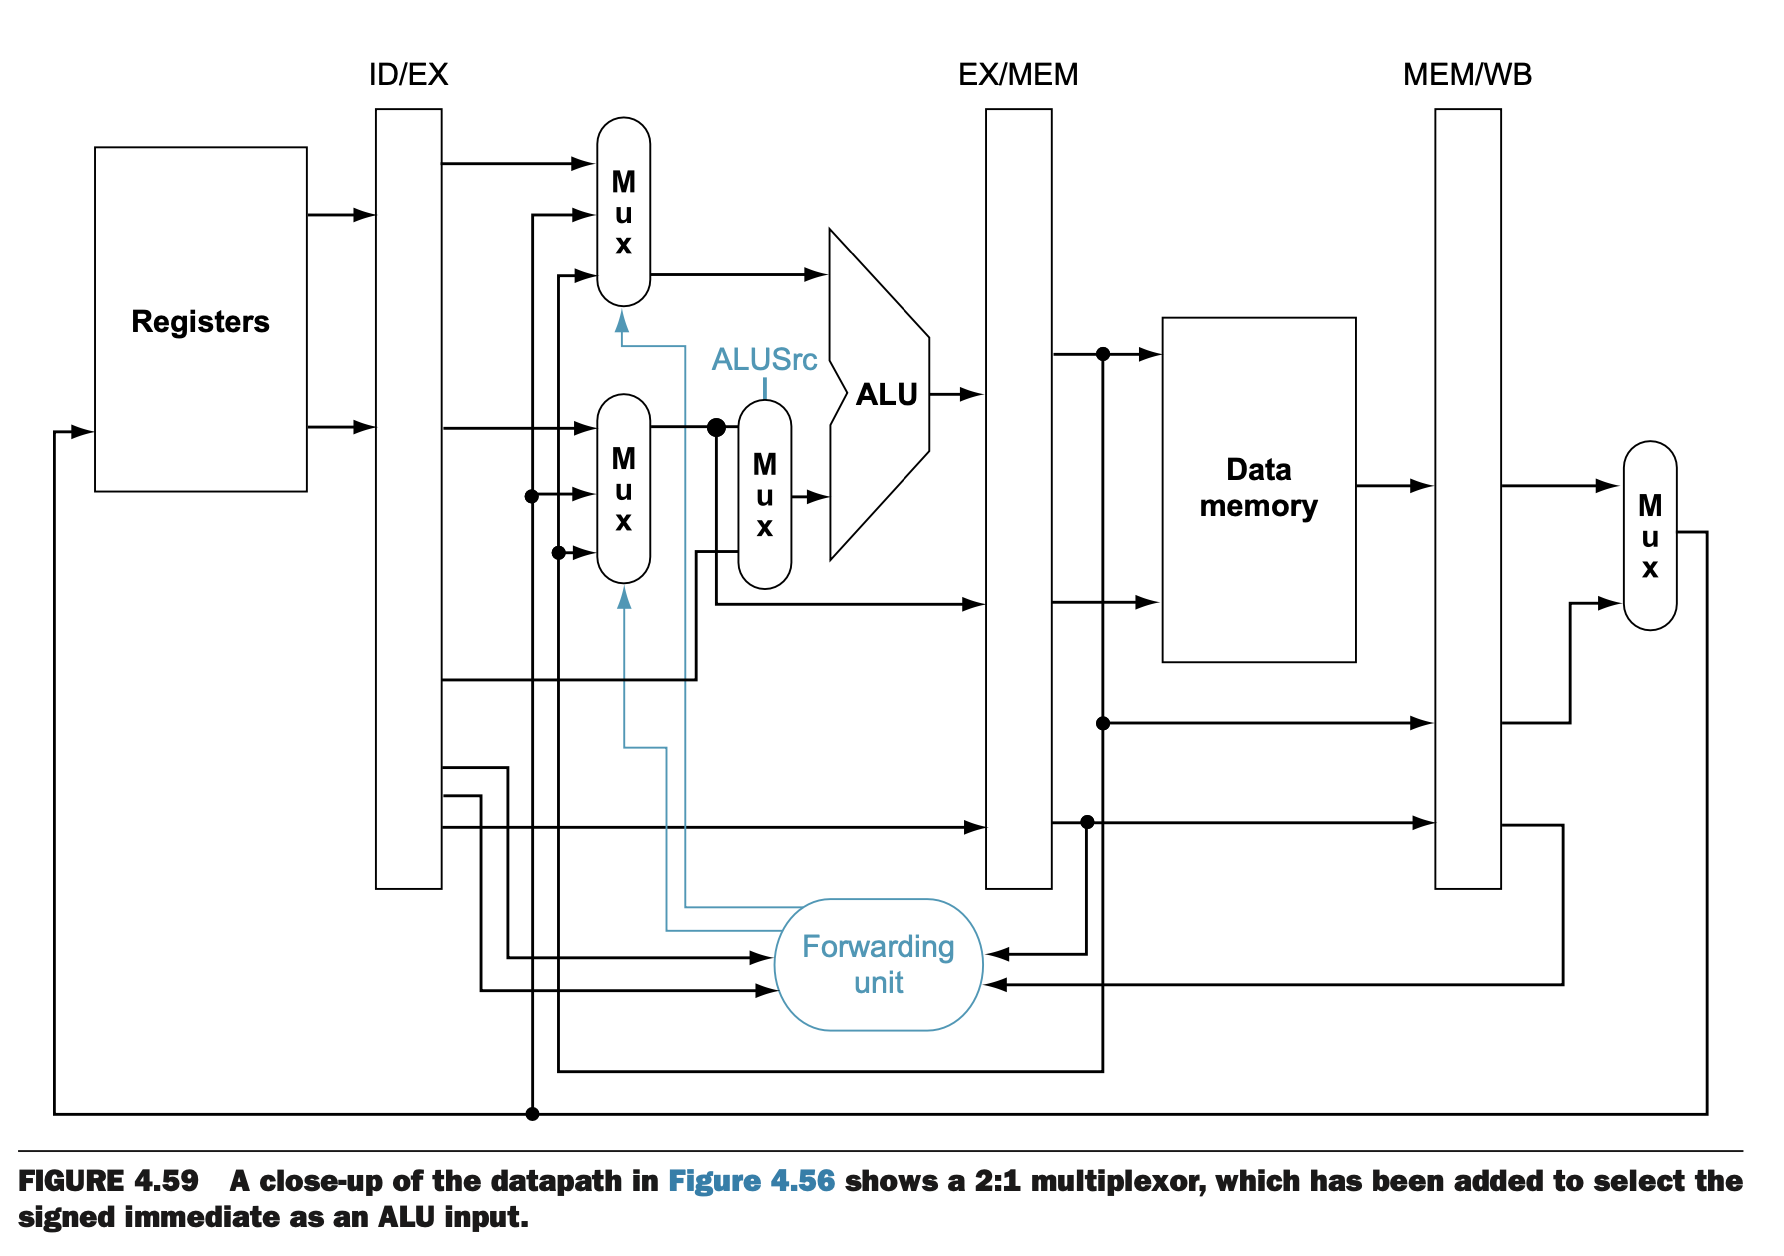 ID/EX
EX/MEM
MEM/WB
Registers
M
u
x
ALUSrc
M
u
x
M
u
x
ALU
Data
memory
M
u
x
Forwarding
unit
FIGURE 4.59 A close-up of the datapath in Figure 4.56 shows a 2:1 multiplexor, which has been added to select the
signed immediate as an ALU input.